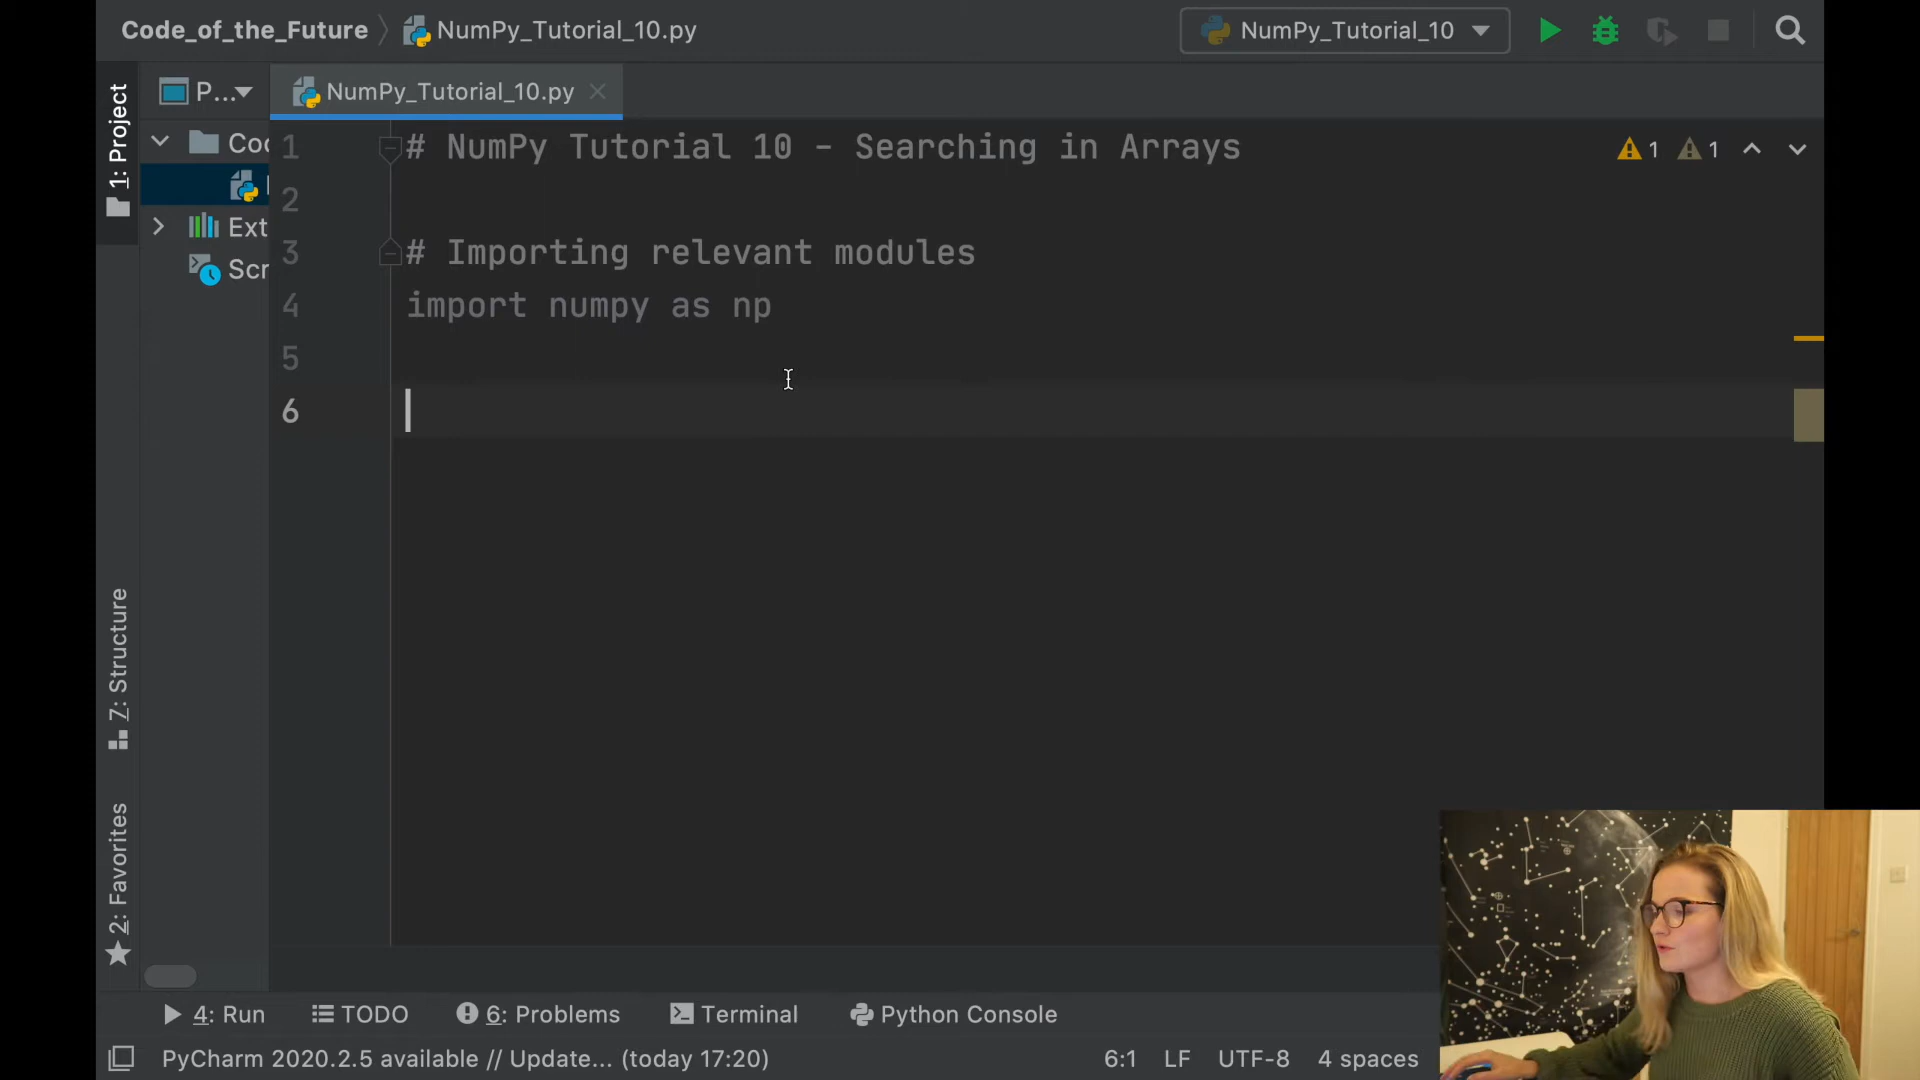 Code_of_the_Future
NumPy_Tutorial_10.py
NumPy_Tutorial_10
1: Project
P...
NumPy_Tutorial_10.py
Coc
Ext
Scr
1 # NumPy Tutorial 10 - Searching in Arrays
1 1
2
3 # Importing relevant modules
4 import numpy as np
5
6
7: Structure
2: Favorites
4: Run
TODO
6: Problems
Terminal
Python Console
PyCharm 2020.2.5 available // Update... (today 17:20)
6:1 LF UTF-8 4 spaces